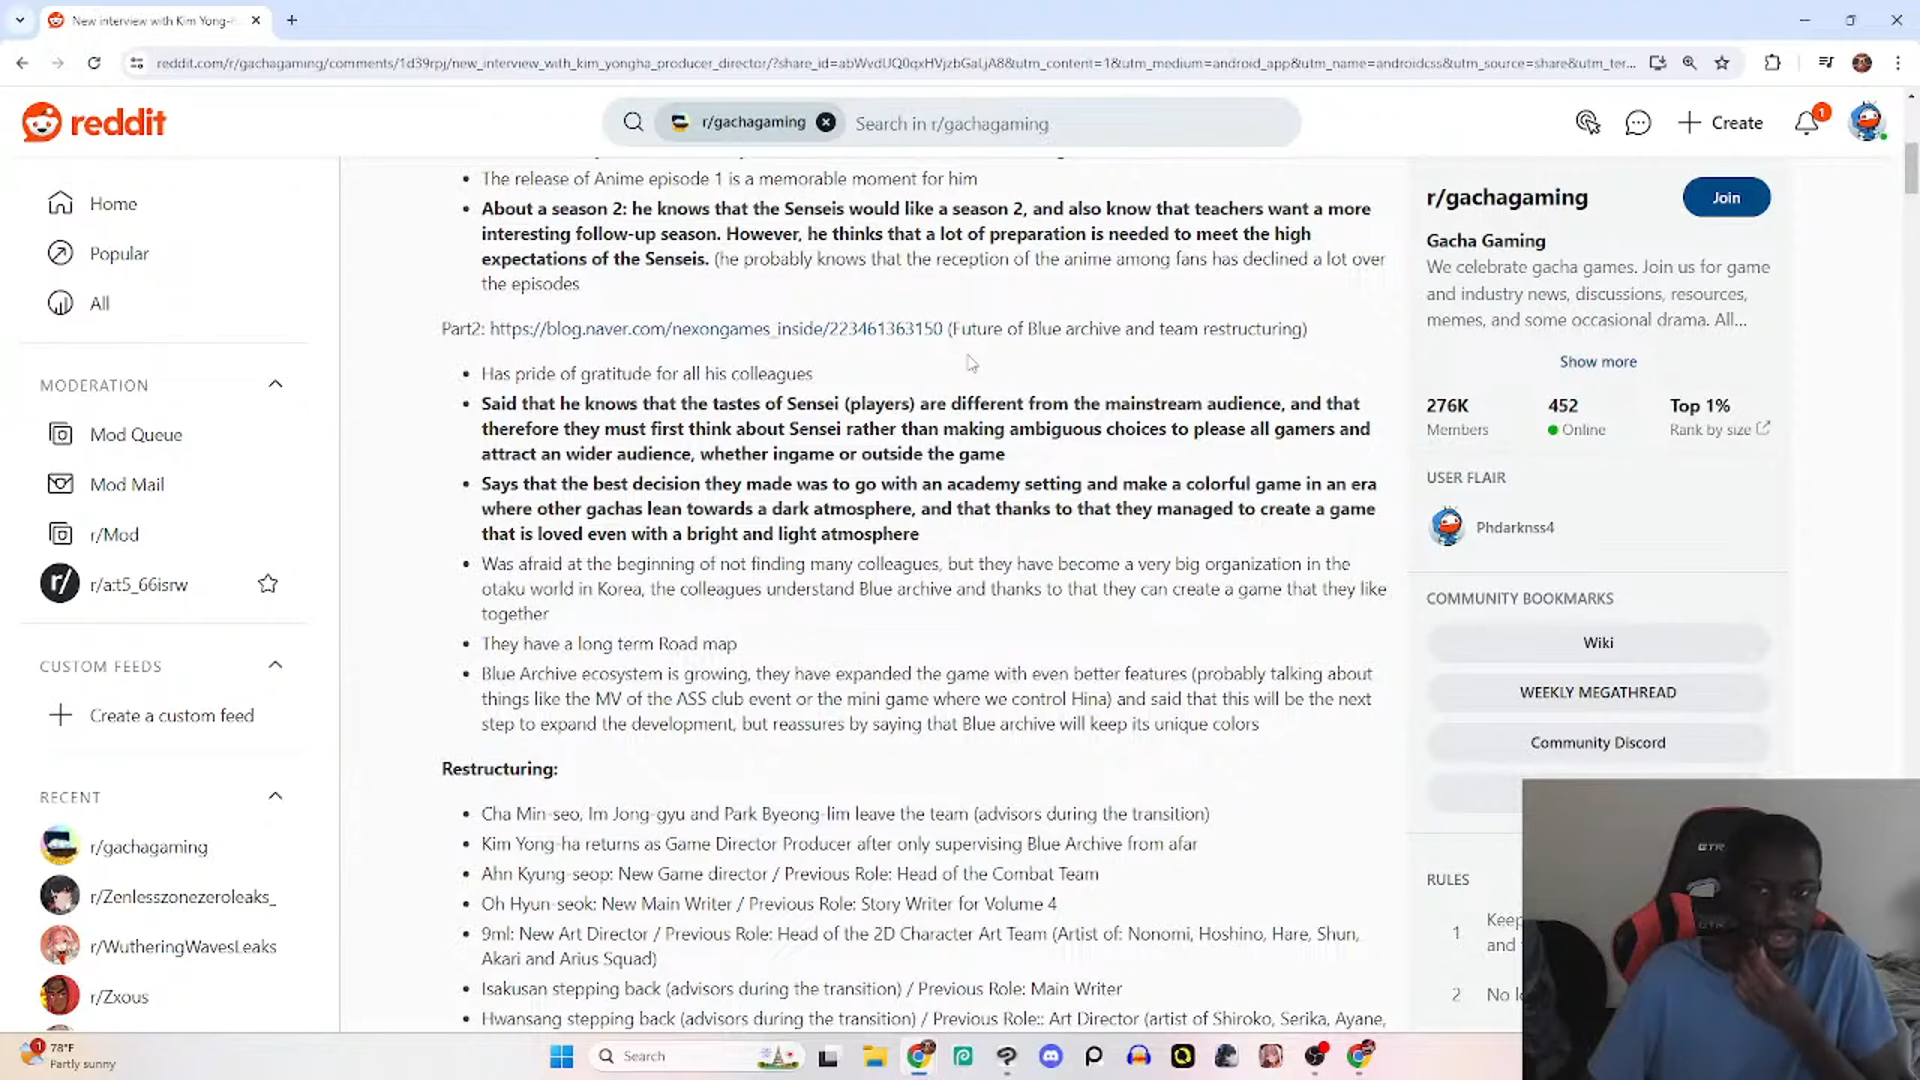 New interview with Kim Yong-
reddit.com/r/gachagaming/comments/1d39rpj/new_interview_with_kim_yongha_producer_director/?share_id=abWvdUQ0qxHVjzbGaLjA8&utm_content=1&utm_medium=android_app&utm_name=androidcss&utm_source=share&utm_ter...
reddit
r/gachagaming
Search in r/gachagaming
Create
1
Home
Popular
All
MODERATION
Mod Queue
Mod Mail
r/Mod
r/a:t5_66isrw
CUSTOM FEEDS
Create a custom feed
RECENT
r/gachagaming
r/Zenlesszonezeroleaks_
r/WutheringWavesLeaks
r/Zxous
• The release of Anime episode 1 is a memorable moment for him
• About a season 2: he knows that the Senseis would like a season 2, and also know that teachers want a more
interesting follow-up season. However, he thinks that a lot of preparation is needed to meet the high
expectations of the Senseis. (he probably knows that the reception of the anime among fans has declined a lot over
the episodes
Part2: https://blog.naver.com/nexongames_inside/223461363150 (Future of Blue archive and team restructuring)
• Has pride of gratitude for all his colleagues
• Said that he knows that the tastes of Sensei (players) are different from the mainstream audience, and that
therefore they must first think about Sensei rather than making ambiguous choices to please all gamers and
attract an wider audience, whether ingame or outside the game
• Says that the best decision they made was to go with an academy setting and make a colorful game in an era
where other gachas lean towards a dark atmosphere, and that thanks to that they managed to create a game
that is loved even with a bright and light atmosphere
• Was afraid at the beginning of not finding many colleagues, but they have become a very big organization in the
otaku world in Korea, the colleagues understand Blue archive and thanks to that they can create a game that they like
together
• They have a long term Road map
• Blue Archive ecosystem is growing, they have expanded the game with even better features (probably talking about
things like the MV of the ASS club event or the mini game where we control Hina) and said that this will be the next
step to expand the development, but reassures by saying that Blue archive will keep its unique colors
Restructuring:
• Cha Min-seo, Im Jong-gyu and Park Byeong-lim leave the team (advisors during the transition)
• Kim Yong-ha returns as Game Director Producer after only supervising Blue Archive from afar
• Ahn Kyung-seop: New Game director / Previous Role: Head of the Combat Team
• Oh Hyun-seok: New Main Writer / Previous Role: Story Writer for Volume 4
• 9ml: New Art Director / Previous Role: Head of the 2D Character Art Team (Artist of: Nonomi, Hoshino, Hare, Shun,
Akari and Arius Squad)
• Isakusan stepping back (advisors during the transition) / Previous Role: Main Writer
• Hwansang stepping back (advisors during the transition) / Previous Role:: Art Director (artist of Shiroko, Serika, Ayane,
r/gachagaming
Join
Gacha Gaming
We celebrate gacha games. Join us for game
and industry news, discussions, resources,
memes, and some occasional drama. All...
Show more
276K
Members
452
Online
Top 1%
Rank by size
USER FLAIR
Phdarknss4
COMMUNITY BOOKMARKS
Wiki
WEEKLY MEGATHREAD
Community Discord
RULES
1
Keep
and
2
No
GTR
1
78°F
Partly sunny
Search